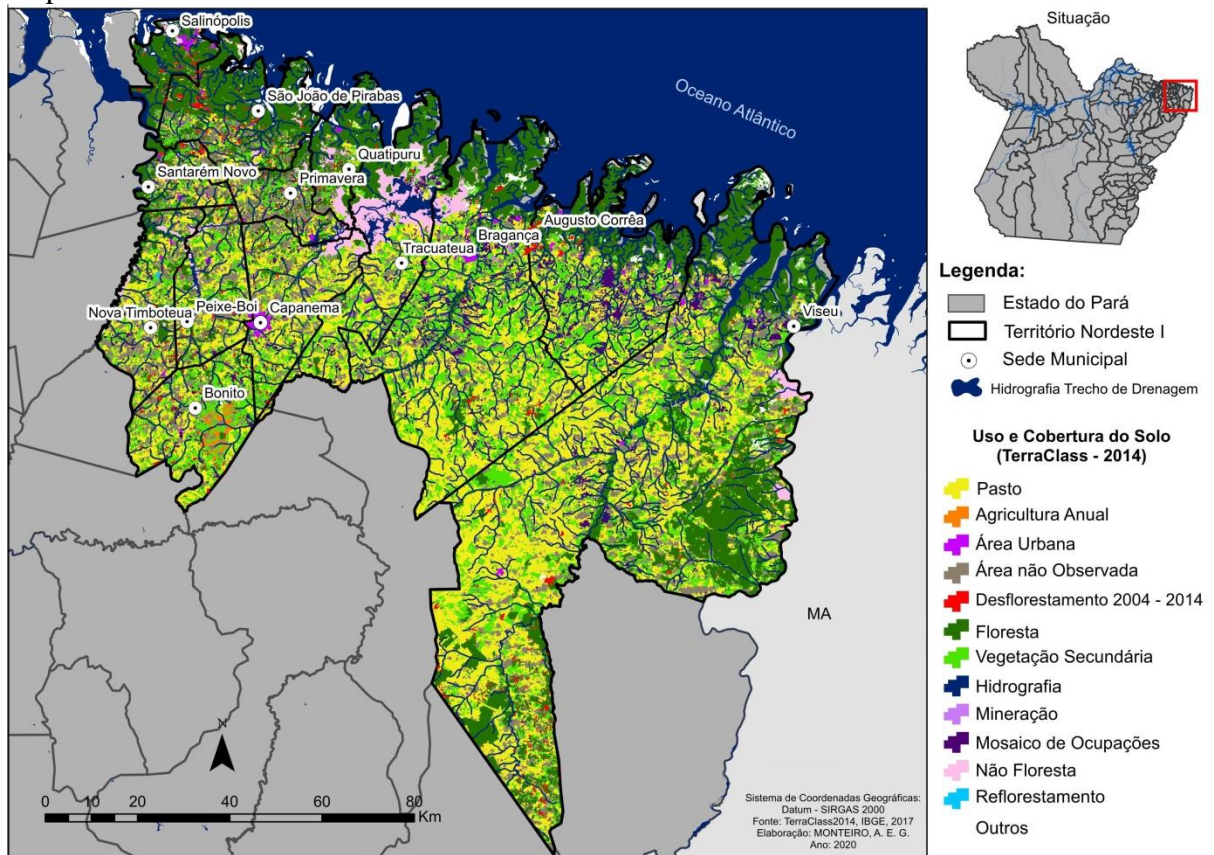 Salinópolis
São João de Pirabas
Oceano Atlântico
Quatipuru
Santarém Novo
Primavera
Augusto Corrêa
Bragança
Tracuateua
Peixe-Boi
Capanema
Nova Timboteua
Viseu
Bonito
MA
N
0 20 40 60 80
Km
Sistema de Coordenadas Geográficas:
Datum - SIRGAS 2000
Fonte: TerraClass2014, IBGE, 2017
Elaboração: MONTEIRO, A. E. G.
Ano: 2020
Situação
Legenda:
Estado do Pará
Território Nordeste I
Sede Municipal
Hidrografia Trecho de Drenagem
Uso e Cobertura do Solo
(TerraClass - 2014)
Pasto
Agricultura Anual
Área Urbana
Área não Observada
Desflorestamento 2004 - 2014
Floresta
Vegetação Secundária
Hidrografia
Mineração
Mosaico de Ocupações
Não Floresta
Reflorestamento
Outros